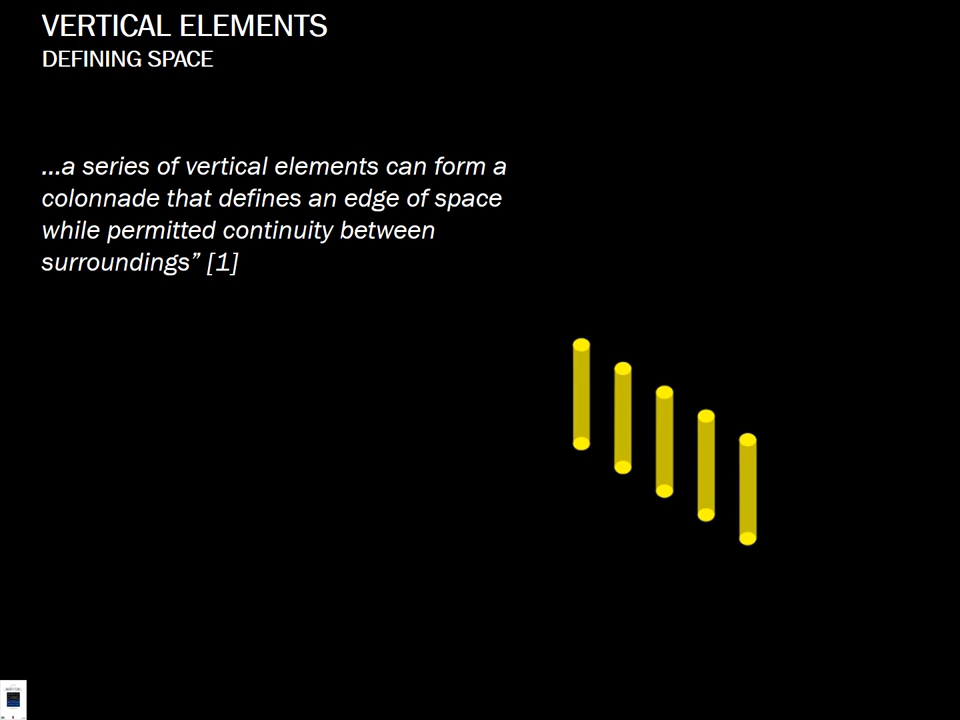 VERTICAL ELEMENTS
DEFINING SPACE
…a series of vertical elements can form a
colonnade that defines an edge of space
while permitted continuity between
surroundings” [1]